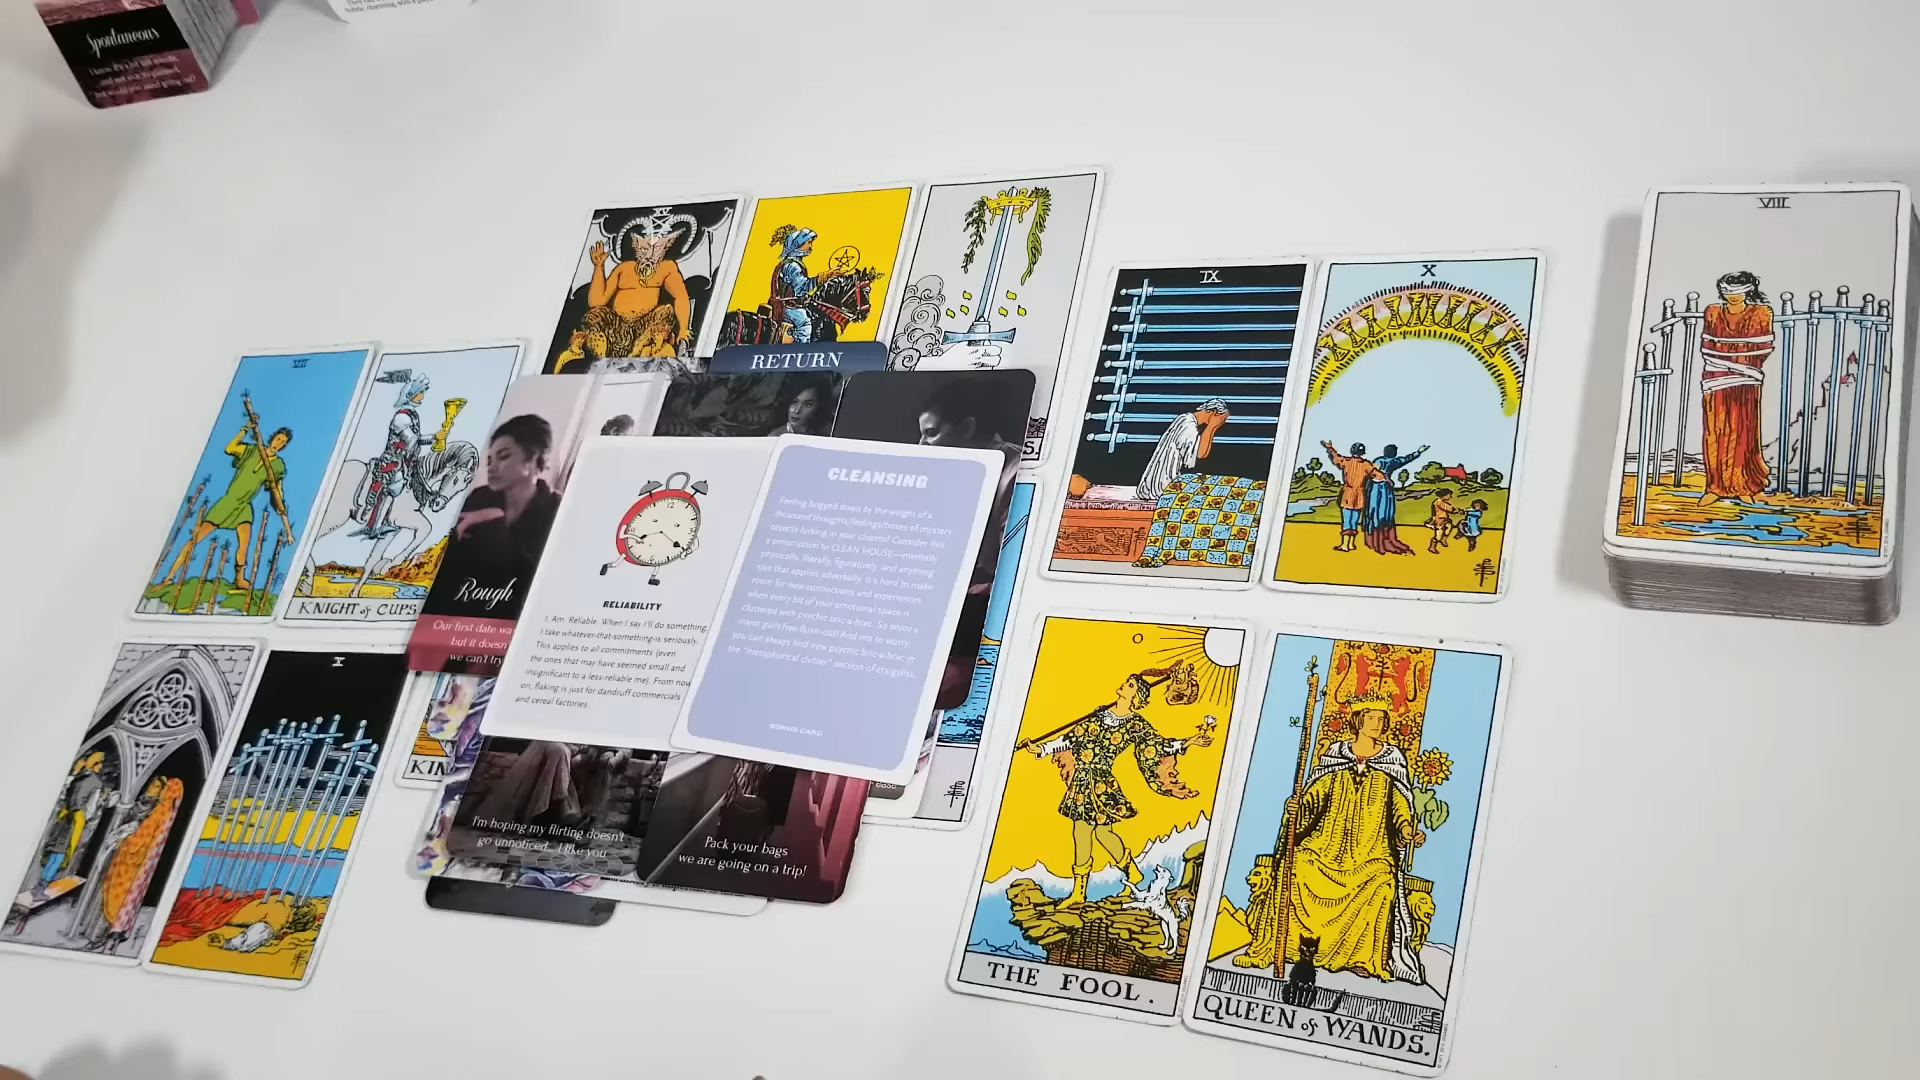 Spontaneous
XV
VIII
IX
X
VII
RETURN
KNIGHT of CUPS
Rough
Our first date wa
but it doesn
we can't try
RELIABILITY
I. Am. Reliable. When I say I'll do something,
I take whatever-that-something-is seriously.
This applies to all commitments (even
the ones that may have seemed small and
insignificant to a less-reliable me). From now
on, flaking is just for dandruff commercials
and cereal factories.
CLEANSING
Feeling bogged down by the weight of a
thousand thoughts/feelings/boxes of mystery
objects lurking in your closets? Consider this
a prescription to CLEAN HOUSE—mentally,
physically, literally, figuratively, and anything
else that applies adverbally. It's hard to make
room for new connections and experiences
when every bit of your emotional space is
cluttered with psychic bric-a-brac. So enjoy a
major guilt-free flush-out! And not to worry,
you can always find new psychic bric-a-brac in
the "metaphorical clutter" section of craigslist.
BONUS CARD
S.
X
KIN
I'm hoping my flirting doesn't
go unnoticed... I like you
Pack your bags
we are going on a trip!
0
THE FOOL.
QUEEN of WANDS.